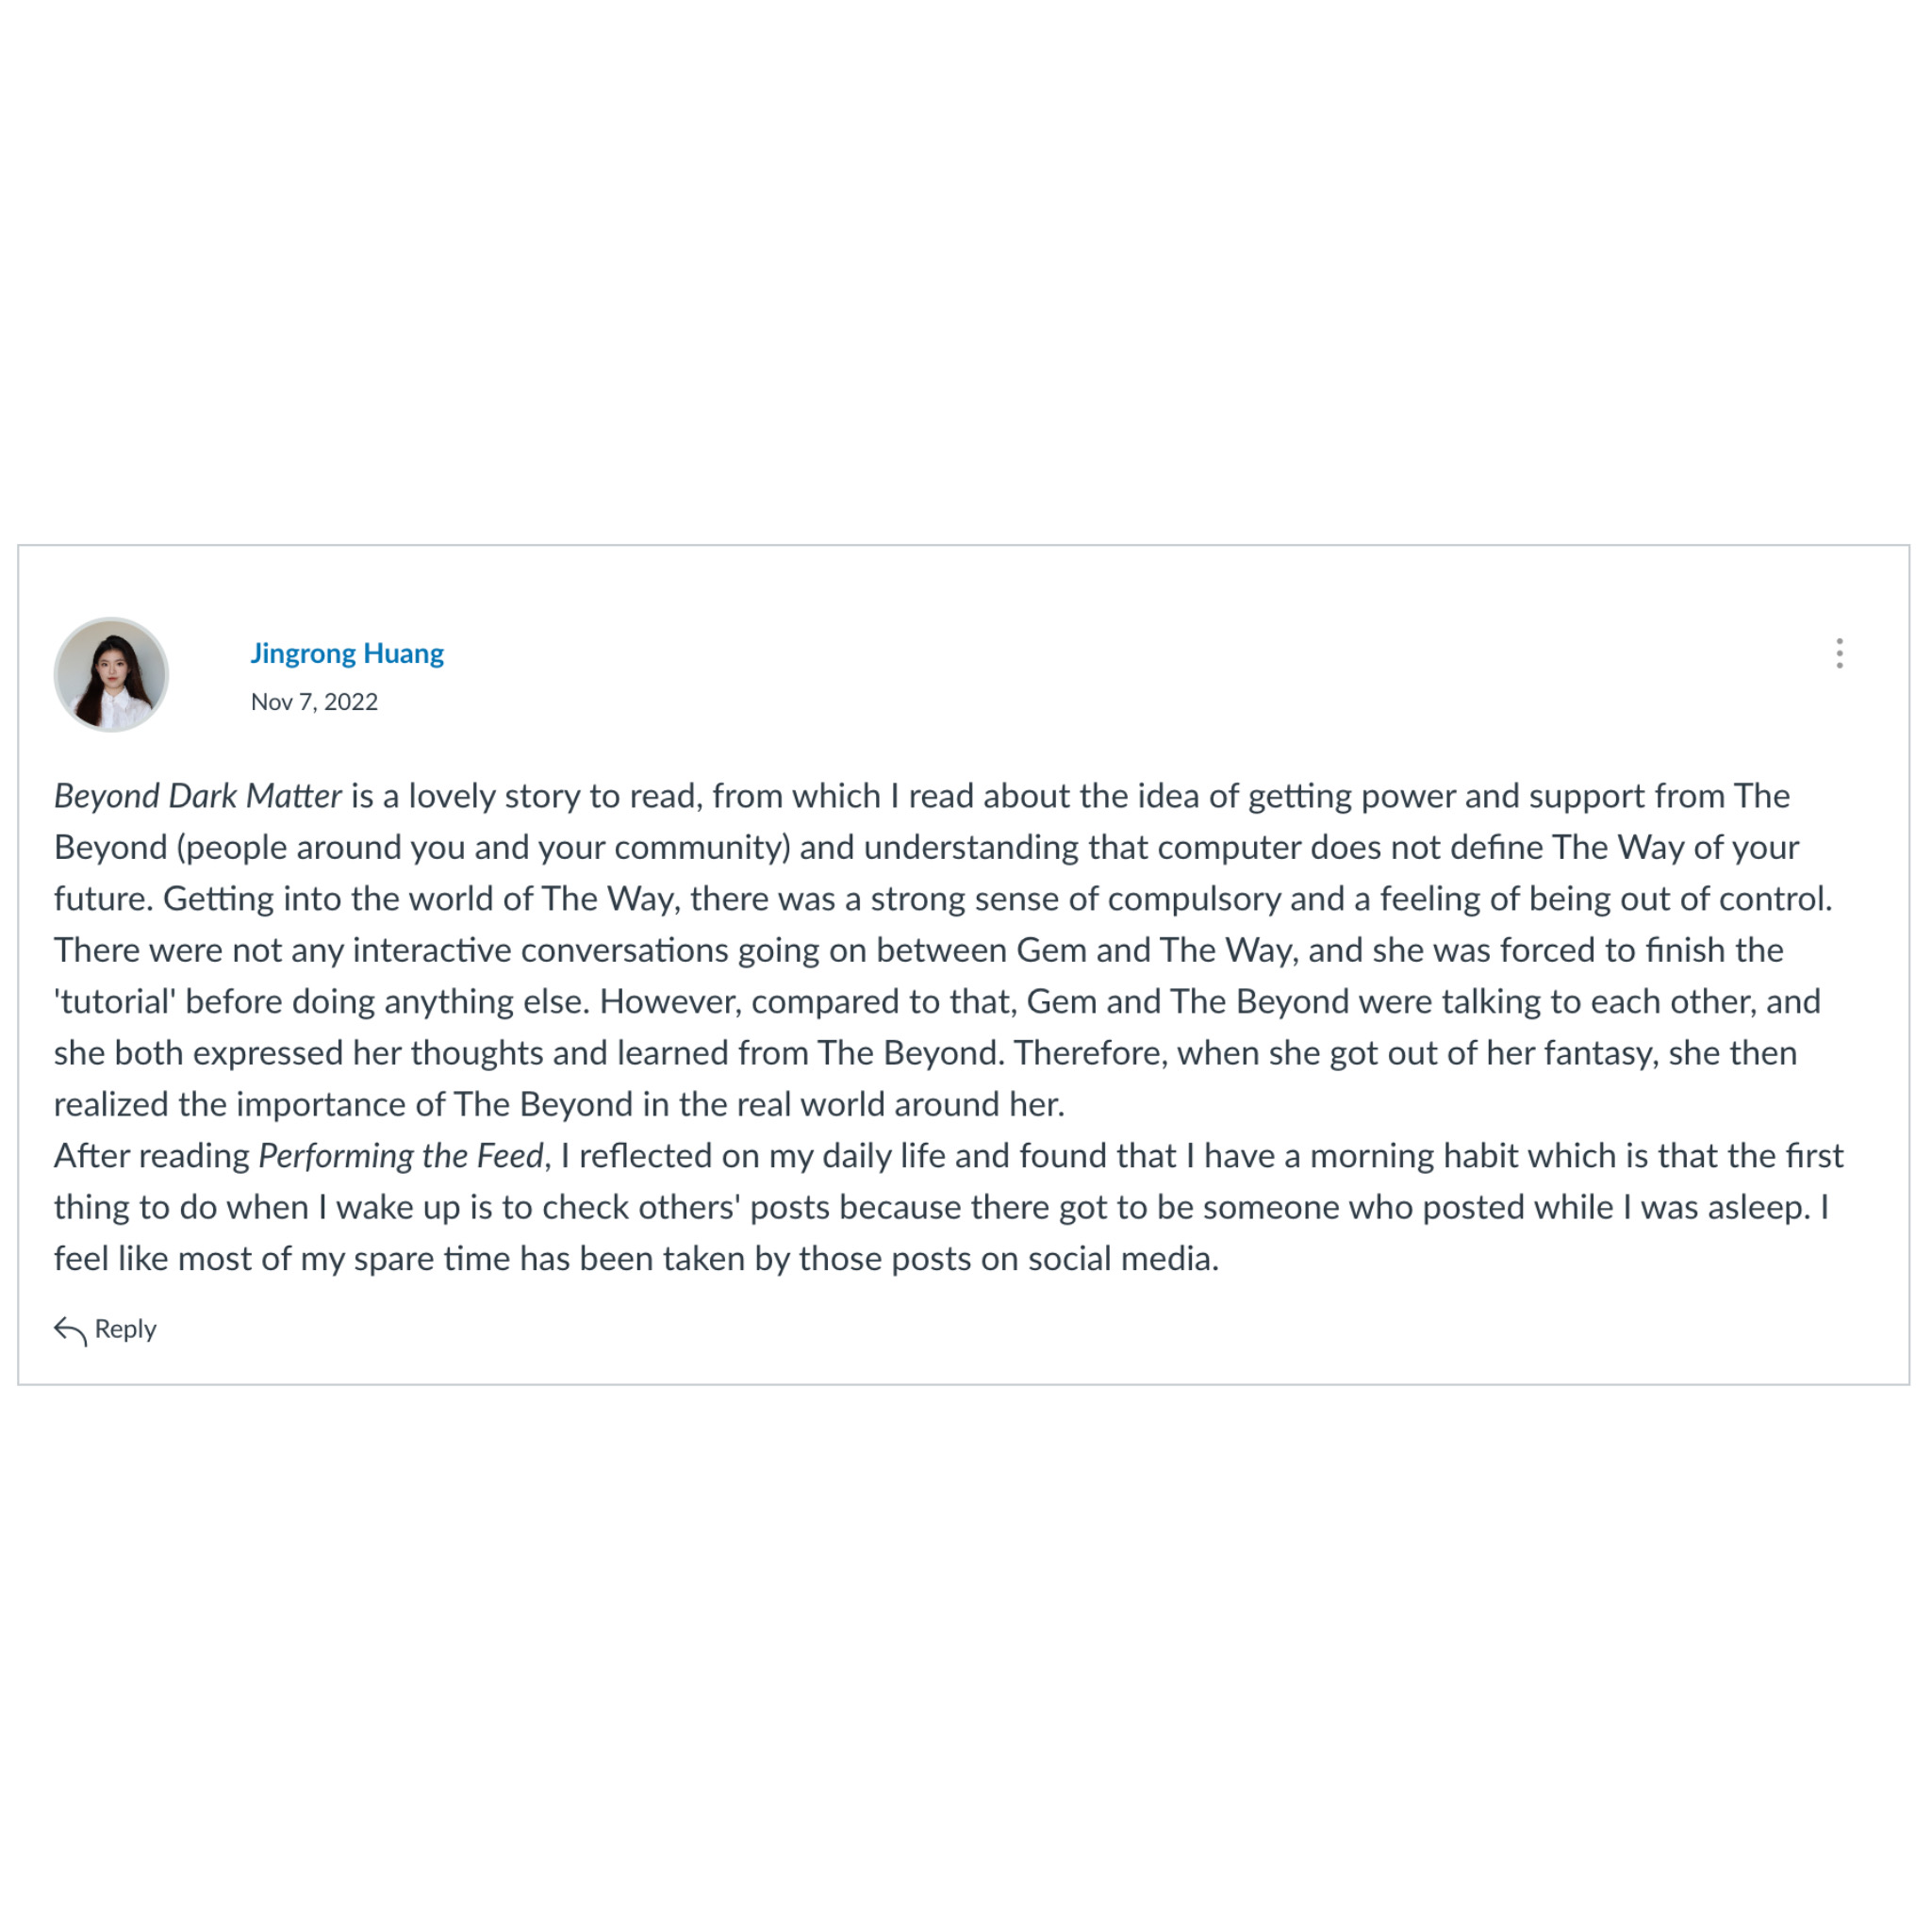 Jingrong Huang
Nov 7, 2022
Beyond Dark Matter is a lovely story to read, from which I read about the idea of getting power and support from The
Beyond (people around you and your community) and understanding that computer does not define The Way of your
future. Getting into the world of The Way, there was a strong sense of compulsory and a feeling of being out of control.
There were not any interactive conversations going on between Gem and The Way, and she was forced to finish the
'tutorial' before doing anything else. However, compared to that, Gem and The Beyond were talking to each other, and
she both expressed her thoughts and learned from The Beyond. Therefore, when she got out of her fantasy, she then
realized the importance of The Beyond in the real world around her.
After reading Performing the Feed, I reflected on my daily life and found that I have a morning habit which is that the first
thing to do when I wake up is to check others' posts because there got to be someone who posted while I was asleep. I
feel like most of my spare time has been taken by those posts on social media.
Reply